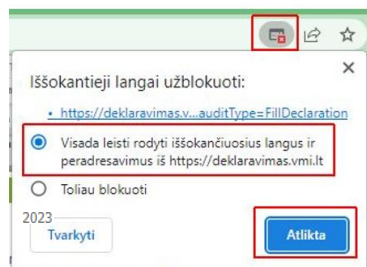 Iššokantieji langai užblokuoti:
https://deklaravimas.v...auditType=FillDeclaration
Visada leisti rodyti iššokančiuosius langus ir
peradresavimus iš https://deklaravimas.vmi.lt
Toliau blokuoti
2023
Tvarkyti
Atlikta